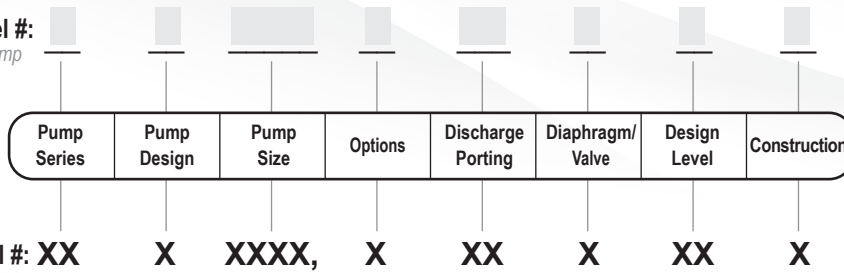 el #:
mp
Pump Series
Pump Design
Pump Size
Options
Discharge Porting
Diaphragm/ Valve
Design Level
Construction
l #: XX X XXXX, X XX X XX X